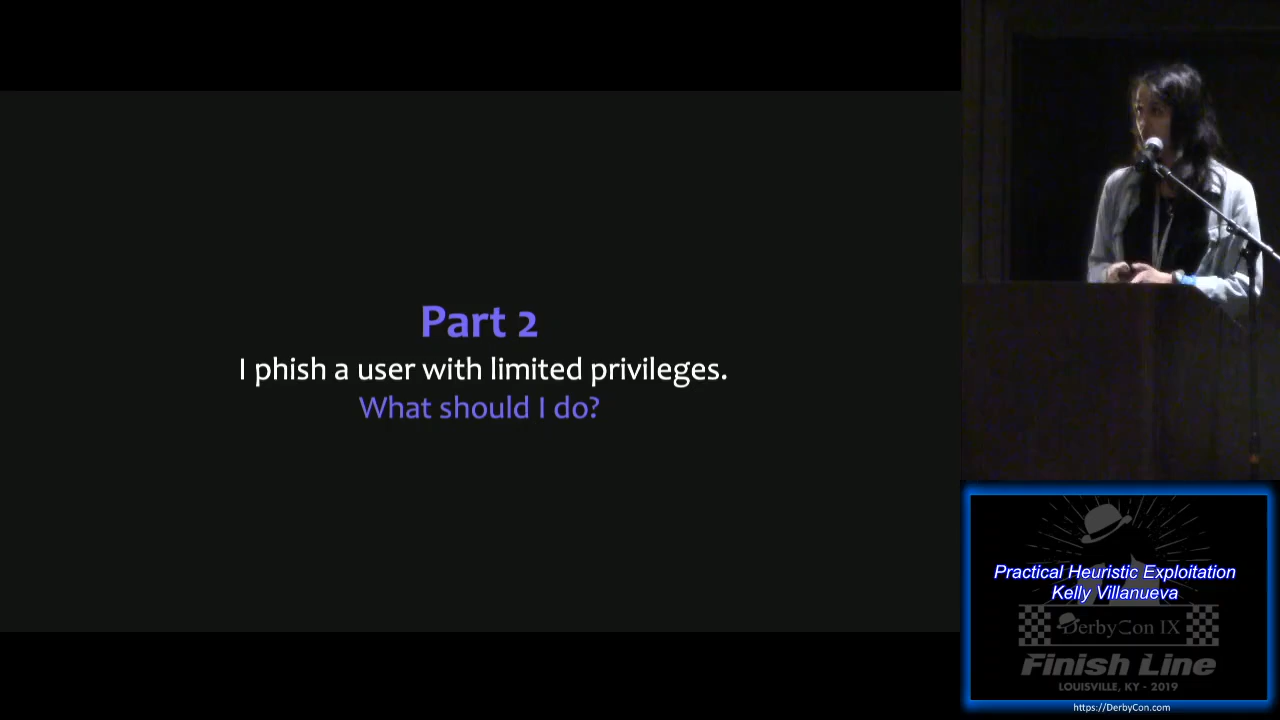 Part 2
I phish a user with limited privileges.
What should I do?
Practical Heuristic Exploitation
Kelly Villanueva
DerbyCon IX
Finish Line
LOUISVILLE, KY - 2019
https://DerbyCon.com